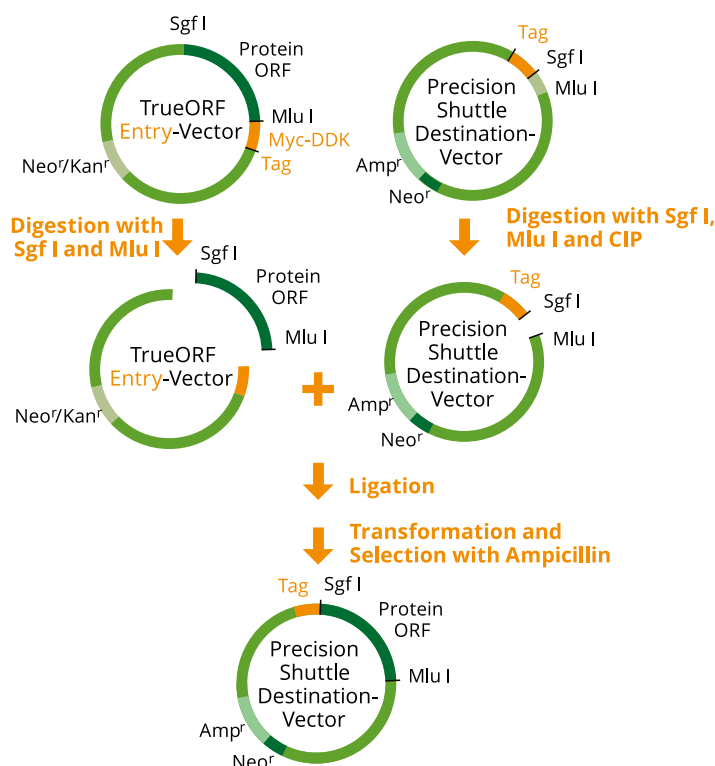 Sgf I
Protein
ORF
TrueORF
Entry-Vector
Mlu I
Myc-DDK
Tag
Neoʳ/Kanʳ
Tag
Sgf I
Mlu I
Precision
Shuttle
Destination-
Vector
Ampʳ
Neoʳ
Digestion with
Sgf I and Mlu I
Digestion with Sgf I,
Mlu I and CIP
Sgf I
Protein
ORF
Mlu I
TrueORF
Entry-Vector
Neoʳ/Kanʳ
+
Tag
Sgf I
Mlu I
Precision
Shuttle
Destination-
Vector
Ampʳ
Neoʳ
Ligation
Transformation and
Selection with Ampicillin
Tag
Sgf I
Protein
ORF
Mlu I
Precision
Shuttle
Destination-
Vector
Ampʳ
Neoʳ